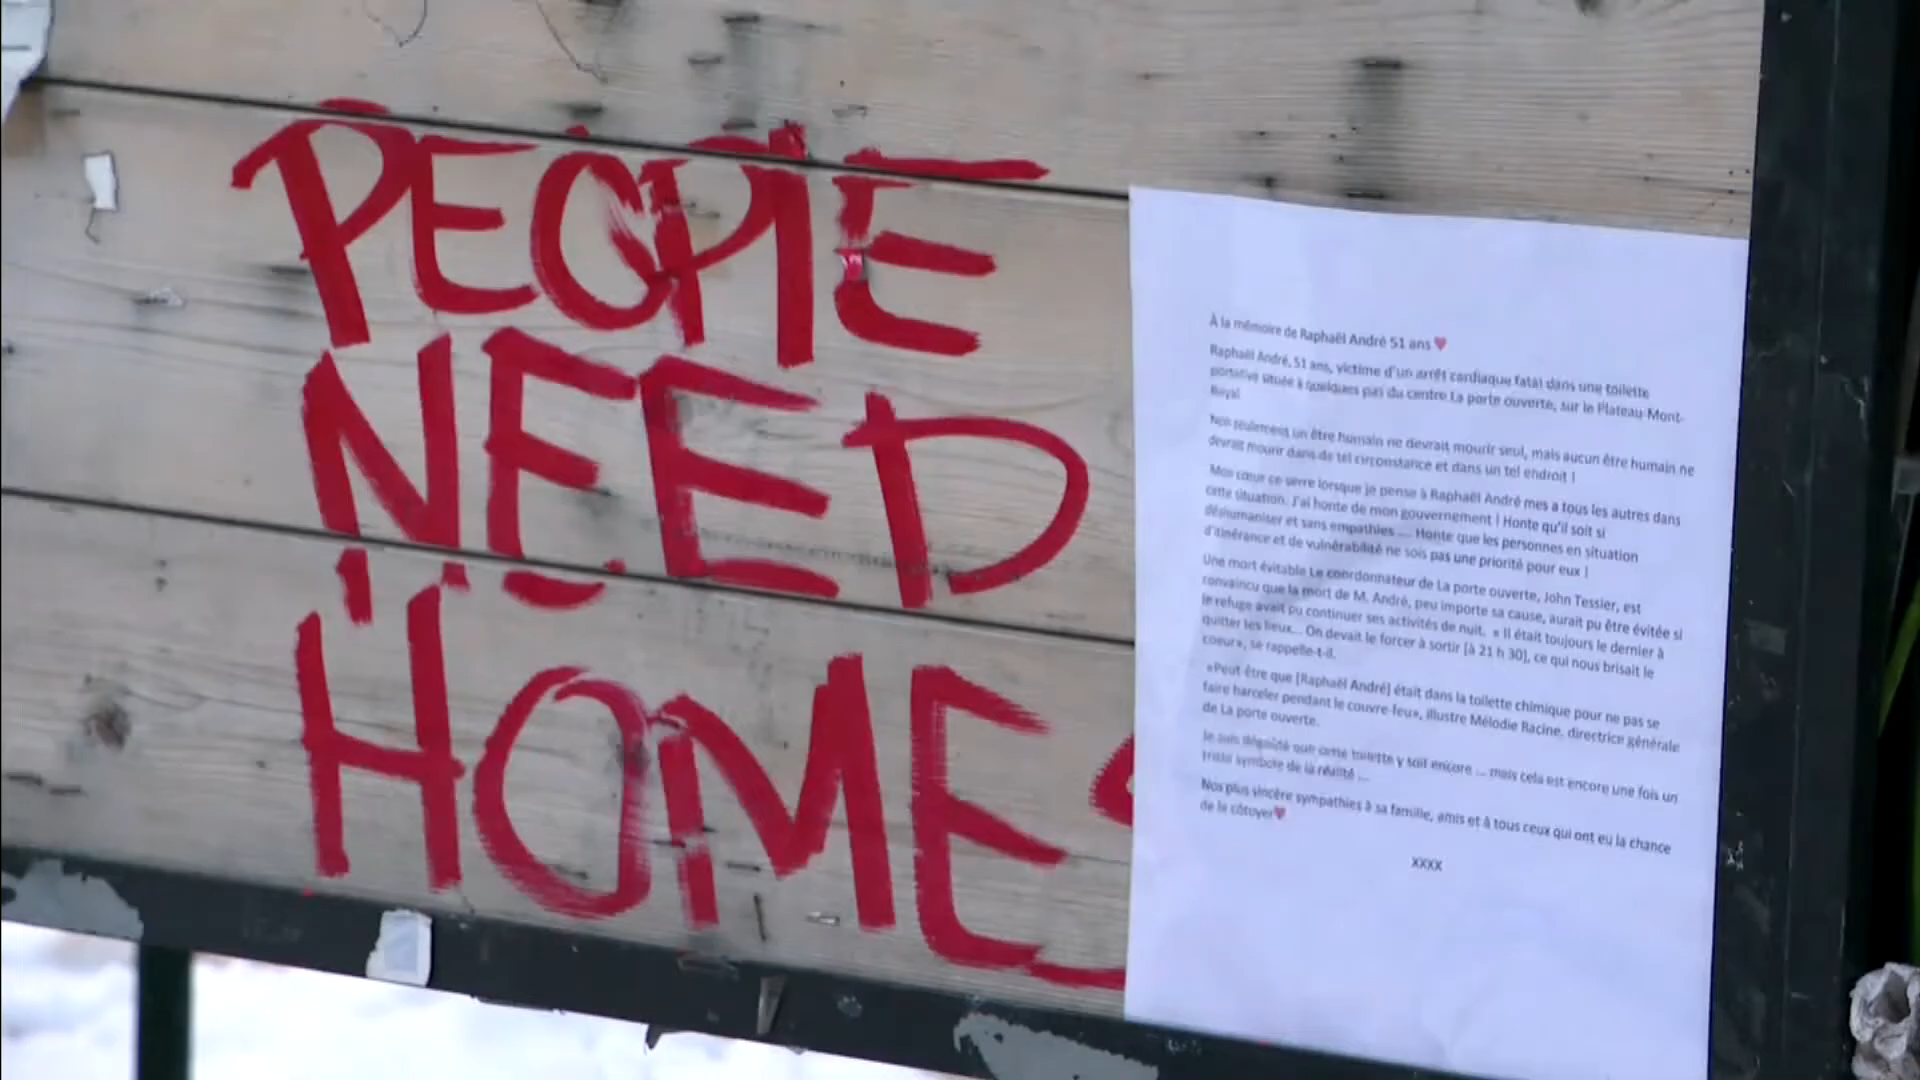 PEOPlE
NEED
HOMES
À la mémoire de Raphaël André 51 ans ♥
Raphaël André, 51 ans, victime d'un arrêt cardiaque fatal dans une toilette
portative située à quelques pas du centre La porte ouverte, sur le Plateau-Mont-
Royal
Non seulement un être humain ne devrait mourir seul, mais aucun être humain ne
devrait mourir dans de tel circonstance et dans un tel endroit !
Mon cœur ce serre lorsque je pense à Raphaël André mes a tous les autres dans
cette situation. J'ai honte de mon gouvernement ! Honte qu'il soit si
déshumaniser et sans empathies .... Honte que les personnes en situation
d'itinérance et de vulnérabilité ne sois pas une priorité pour eux !
Une mort évitable Le coordonnateur de La porte ouverte, John Tessier, est
convaincu que la mort de M. André, peu importe sa cause, aurait pu être évitée si
le refuge avait pu continuer ses activités de nuit. « Il était toujours le dernier à
quitter les lieux... On devait le forcer à sortir [à 21 h 30], ce qui nous brisait le
coeur», se rappelle-t-il.
«Peut-être que [Raphaël André] était dans la toilette chimique pour ne pas se
faire harceler pendant le couvre-feu», illustre Mélodie Racine, directrice générale
de La porte ouverte.
Je suis que cette toilette y soit encore ... mais cela est encore une fois un
triste symbole de la réalité ...
Nos plus sincère sympathies à sa famille, amis et à tous ceux qui ont eu la chance
de le côtoyer♥
xxxx